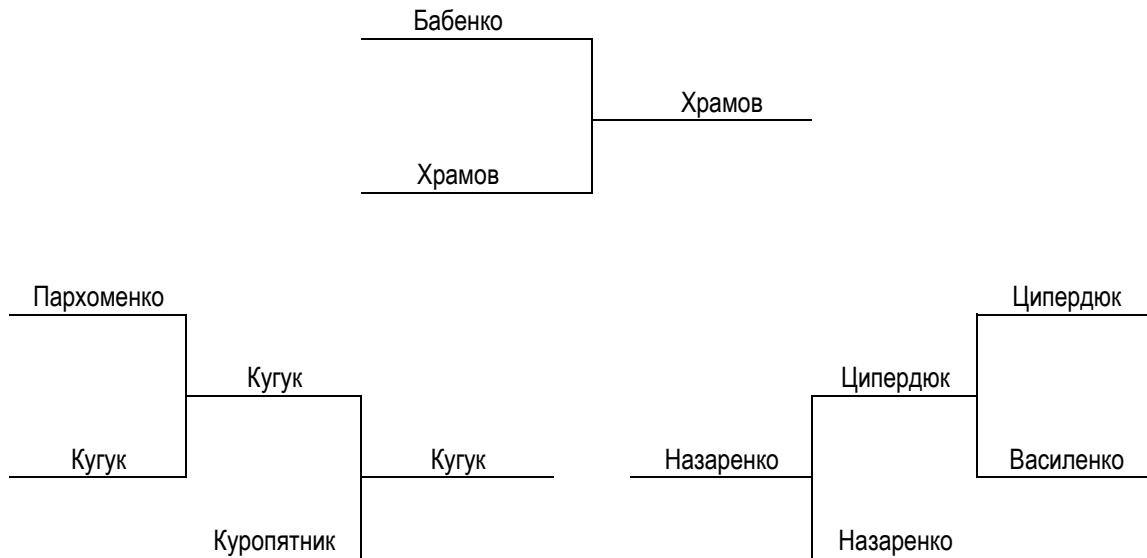 Бабенко
Храмов
Храмов
Пархоменко
Ципердюк
Кугук
Ципердюк
Кугук
Кугук
Назаренко
Василенко
Куропятник
Назаренко